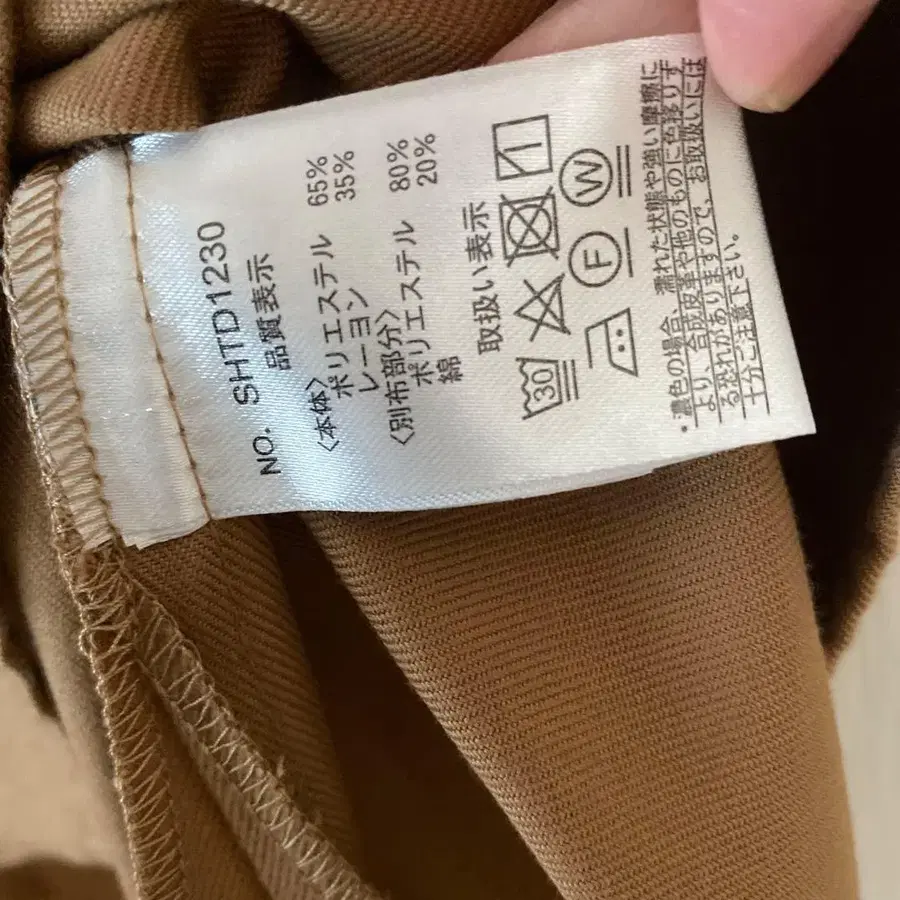 NO. SHTD1230
品質表示
〈本体〉
ポリエステル 65%
レーヨン 35%
〈別布部分〉
ポリエステル 80%
綿 20%
取扱い表示
30
W
F
・濃色の場合、濡れた状態や強い摩擦に
より、合成皮革や他のものに色移りす
る恐れがありますので、お取扱いには
十分ご注意下さい。